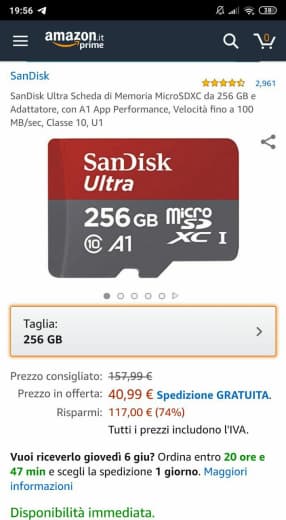 19:56
38
amazon.it
prime
0
SanDisk
2,961
SanDisk Ultra Scheda di Memoria MicroSDXC da 256 GB e
Adattatore, con A1 App Performance, Velocità fino a 100
MB/sec, Classe 10, U1
SanDisk
Ultra
256GB micro
SD
10 A1 XC I
Taglia:
256 GB
Prezzo consigliato: 157,99 €
Prezzo in offerta: 40,99 € Spedizione GRATUITA.
Risparmi: 117,00 € (74%)
Tutti i prezzi includono l'IVA.
Vuoi riceverlo giovedì 6 giu? Ordina entro 20 ore e
47 min e scegli la spedizione 1 giorno. Maggiori
informazioni
Disponibilità immediata.